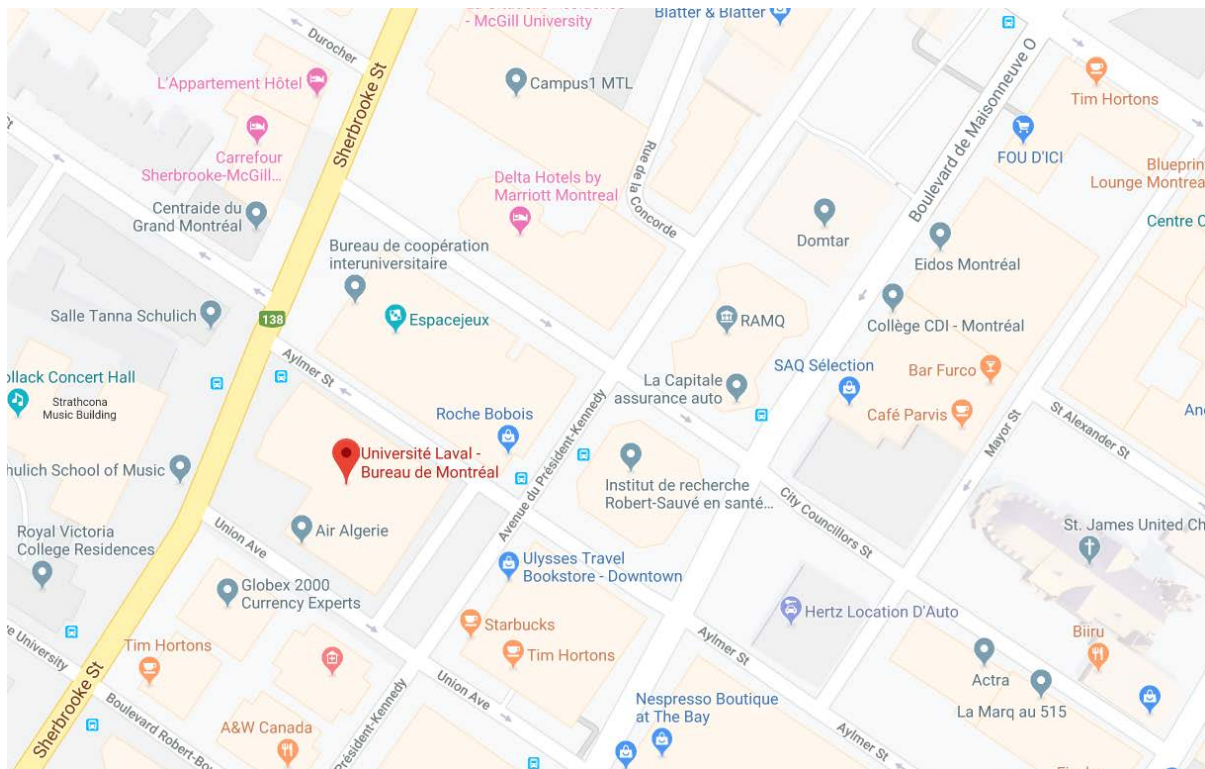 - McGill University
Blatter & Blatter
Durocher
Sherbrooke St
L'Appartement Hôtel
Campus1 MTL
Boulevard de Maisonneuve O
Tim Hortons
Carrefour
Sherbrooke-McGill...
Rue de la Concorde
FOU D'ICI
Delta Hotels by
Marriott Montreal
Lounge Montrea
Centraide du
Grand Montréal
Domtar
Centre C
Bureau de coopération
interuniversitaire
Eidos Montréal
Salle Tanna Schulich
138
Espacejeux
RAMQ
Collège CDI - Montréal
Aylmer St
SAQ Sélection
Bar Furco
ollack Concert Hall
Strathcona
Music Building
La Capitale
assurance auto
Roche Bobois
Café Parvis
Mayor St
St Alexander St
Avenue du Président-Kennedy
Université Laval -
Bureau de Montréal
hulich School of Music
Institut de recherche
Robert-Sauvé en santé...
City Councillors St
Union Ave
Air Algerie
Royal Victoria
College Residences
St. James United Ch
Ulysses Travel
Bookstore - Downtown
Globex 2000
Currency Experts
Hertz Location D'Auto
Starbucks
Tim Hortons
Tim Hortons
Aylmer St
Biiru
e University
Actra
Union Ave
Nespresso Boutique
at The Bay
La Marq au 515
Sherbrooke St
Boulevard Robert-Bo
A&W Canada
Président-Kennedy
Aylmer St